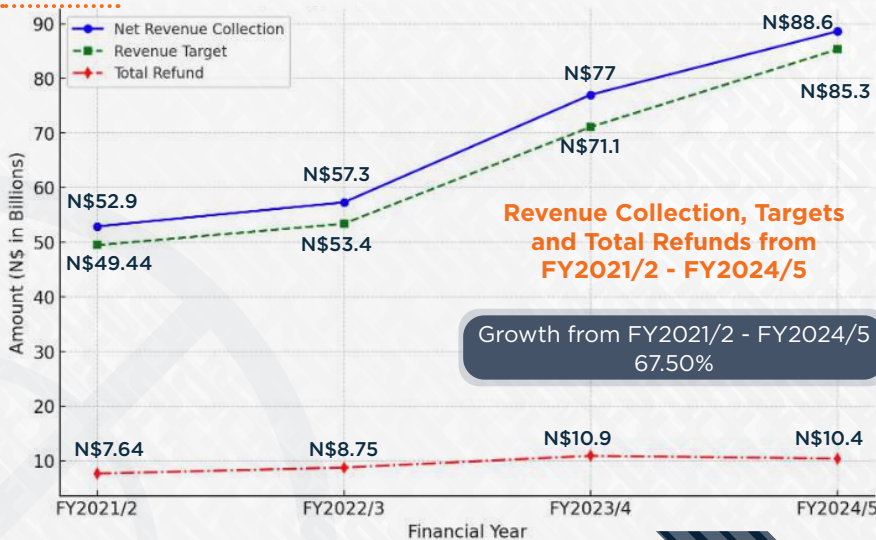 90
Net Revenue Collection
Revenue Target
Total Refund
N$88.6
80
N$77
N$85.3
70
N$71.1
60
N$57.3
N$52.9
50
N$53.4
N$49.44
Revenue Collection, Targets
and Total Refunds from
FY2021/2 - FY2024/5
40
Growth from FY2021/2 - FY2024/5
67.50%
30
20
N$7.64
N$8.75
N$10.9
N$10.4
10
Amount (N$ in Billions)
FY2021/2
FY2022/3
FY2023/4
FY2024/5
Financial Year